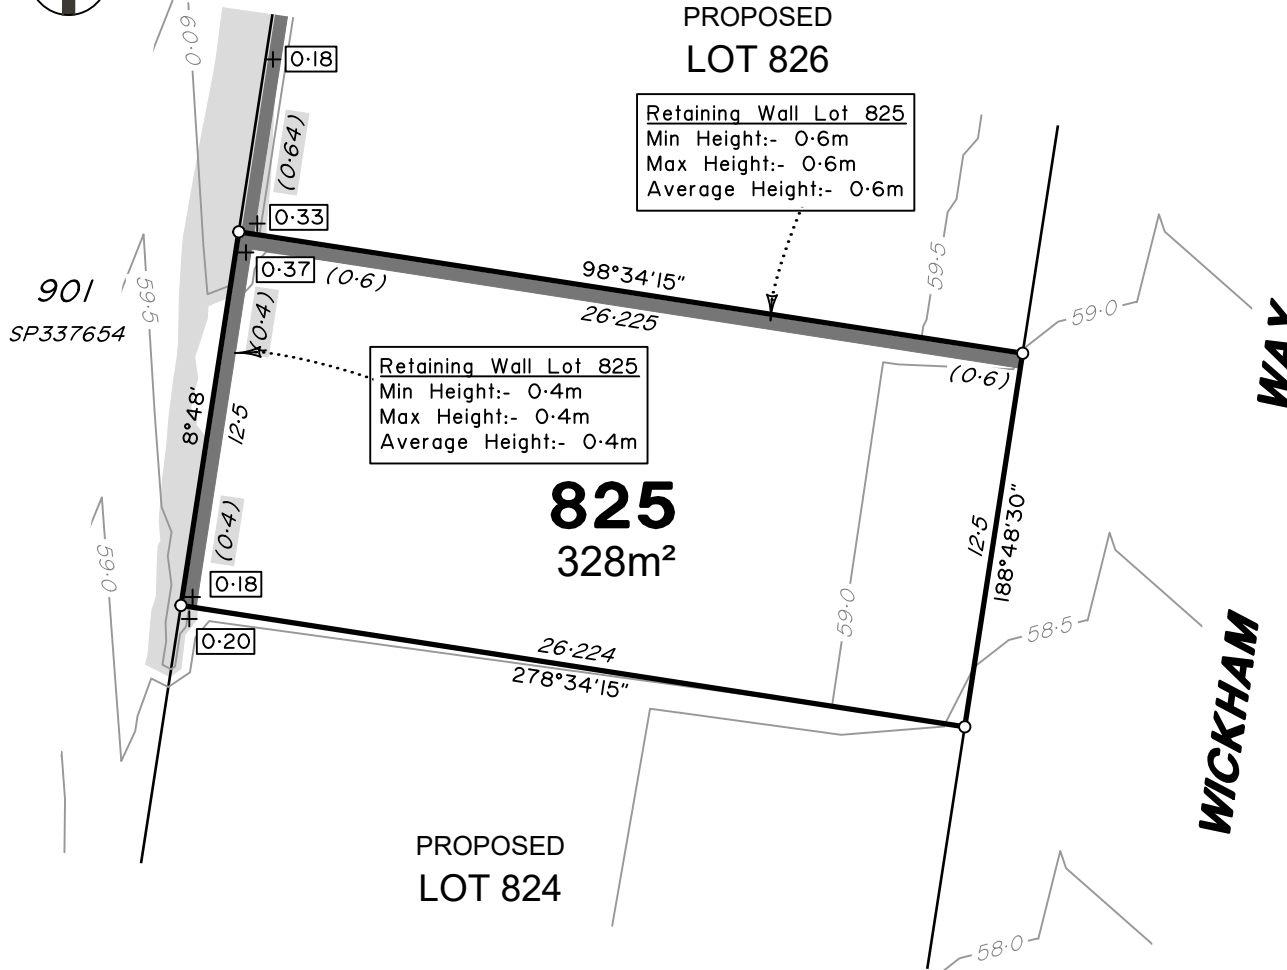 PROPOSED
LOT 826
60·0
0·18
(0·64)
Retaining Wall Lot 825
Min Height:- 0·6m
Max Height:- 0·6m
Average Height:- 0·6m
0·33
0·37
(0·6)
98°34'15"
26·225
59·5
59·0
WAY
901
SP337654
59·5
(0·4)
Retaining Wall Lot 825
Min Height:- 0·4m
Max Height:- 0·4m
Average Height:- 0·4m
(0·6)
8°48'
12·5
825
328m²
(0·4)
59·0
0·18
0·20
59·0
12·5
188°48'30"
58·5
26·224
278°34'15"
WICKHAM
PROPOSED
LOT 824
58·0